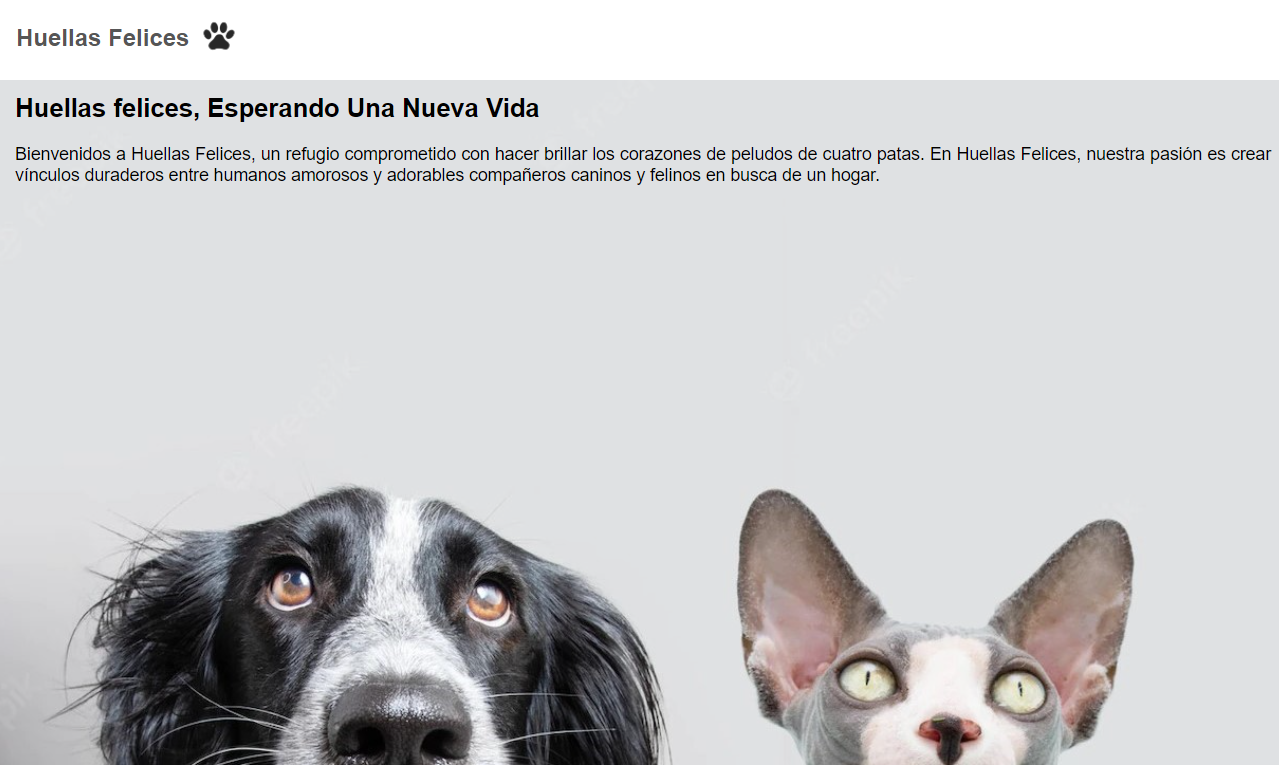 Huellas Felices
Huellas felices, Esperando Una Nueva Vida
Bienvenidos a Huellas Felices, un refugio comprometido con hacer brillar los corazones de peludos de cuatro patas. En Huellas Felices, nuestra pasión es crear
vínculos duraderos entre humanos amorosos y adorables compañeros caninos y felinos en busca de un hogar.
freepik
freepik